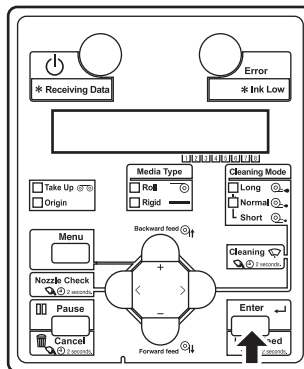 Error
* Receiving Data
* Ink Low
1 2 3 4 5 6 7 8
Media Type
Cleaning Mode
Take Up
Roll
Long
Origin
Rigid
Normal
Short
Menu
Backward feed
+
Cleaning
2 seconds.
Nozzle Check
2 seconds.
< >
Pause
Enter
−
Cancel
2 seconds.
Forward feed
2 seconds.